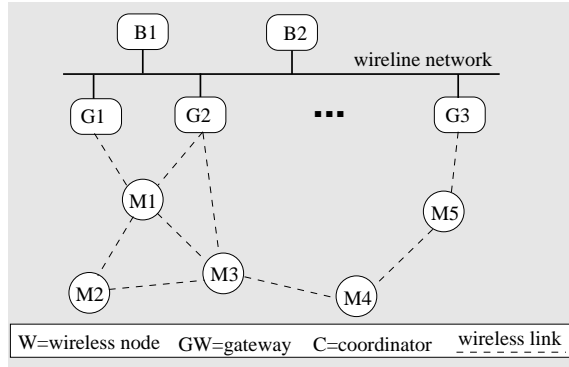 B1 B2
wireline network
G1 G2 ... G3
M1
M5
M3
M2 M4
W=wireless node GW=gateway C=coordinator wireless link